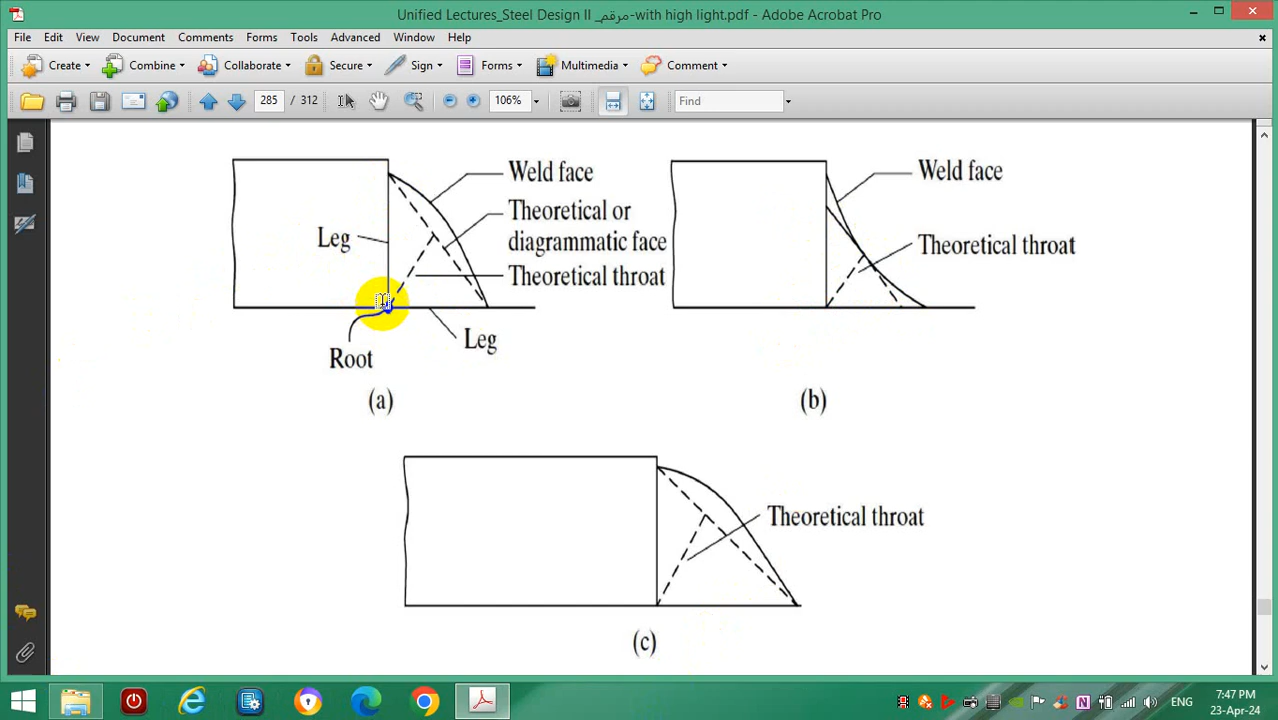 Unified Lectures_Steel Design II _مرقم-with high light.pdf - Adobe Acrobat Pro
File Edit View Document Comments Forms Tools Advanced Window Help
Create Combine Collaborate Secure Sign Forms Multimedia Comment
285 / 312 106% Find
Weld face
Theoretical or
diagrammatic face
Theoretical throat
Leg
Leg
Root
(a)
Weld face
Theoretical throat
(b)
Theoretical throat
(c)
ENG
7:47 PM
23-Apr-24